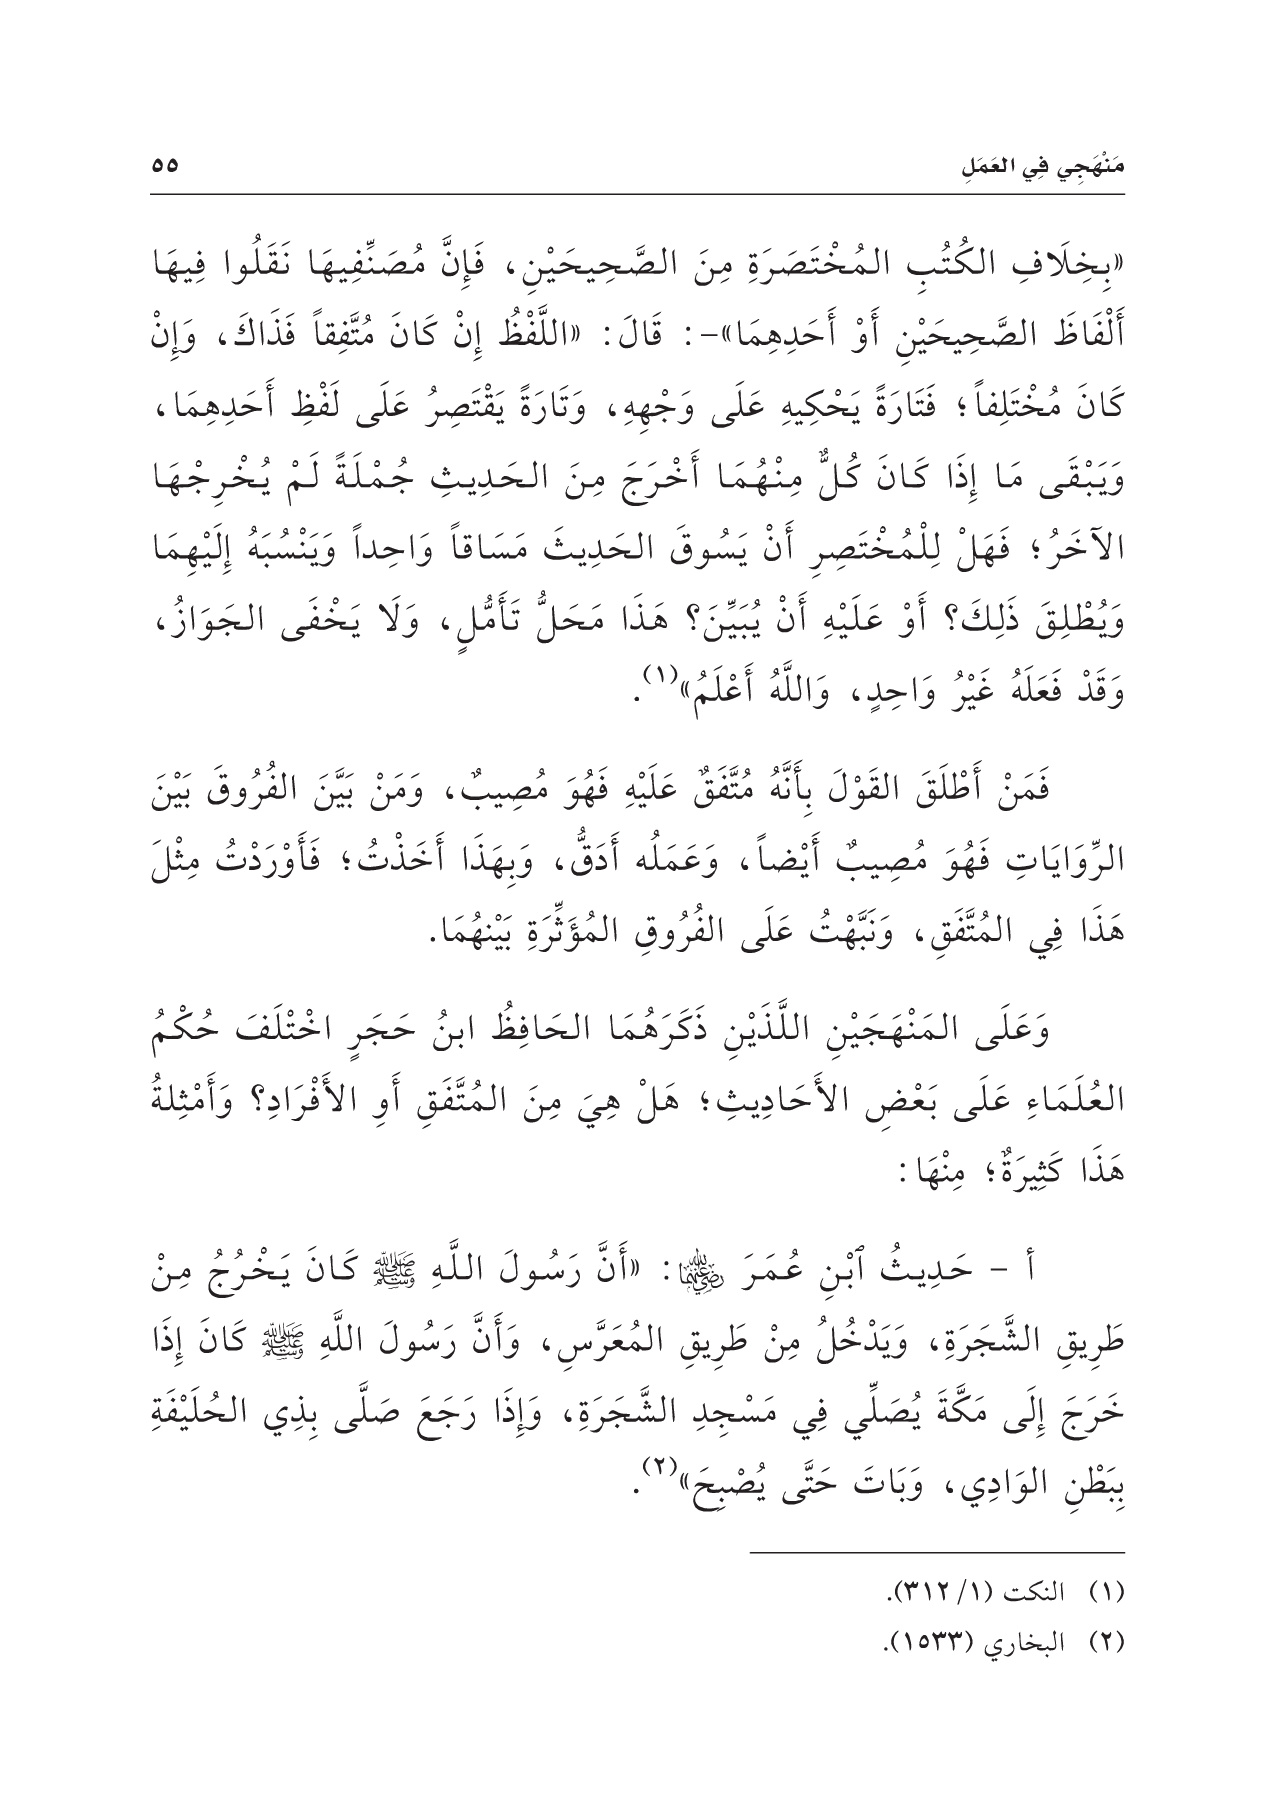 مَنْهَجِي فِي العَمَلِ ٥٥
«بِخِلَافِ الكُتُبِ المُخْتَصَرَةِ مِنَ الصَّحِيحَيْنِ، فَإِنَّ مُصَنِّفِيهَا نَقَلُوا فِيهَا
أَلْفَاظَ الصَّحِيحَيْنِ أَوْ أَحَدِهِمَا»-: قَالَ: «اللَّفْظُ إِنْ كَانَ مُتَّفِقاً فَذَاكَ، وَإِنْ
كَانَ مُخْتَلِفاً؛ فَتَارَةً يَحْكِيهِ عَلَى وَجْهِهِ، وَتَارَةً يَقْتَصِرُ عَلَى لَفْظِ أَحَدِهِمَا،
وَيَبْقَى مَا إِذَا كَانَ كُلٌّ مِنْهُمَا أَخْرَجَ مِنَ الحَدِيثِ جُمْلَةً لَمْ يُخْرِجْهَا
الآخَرُ؛ فَهَلْ لِلْمُخْتَصِرِ أَنْ يَسُوقَ الحَدِيثَ مَسَاقاً وَاحِداً وَيَنْسُبَهُ إِلَيْهِمَا
وَيُطْلِقَ ذَلِكَ؟ أَوْ عَلَيْهِ أَنْ يُبَيِّنَ؟ هَذَا مَحَلُّ تَأَمُّلٍ، وَلَا يَخْفَى الجَوَازُ،
وَقَدْ فَعَلَهُ غَيْرُ وَاحِدٍ، وَاللَّهُ أَعْلَمُ»(١).
فَمَنْ أَطْلَقَ القَوْلَ بِأَنَّهُ مُتَّفَقٌ عَلَيْهِ فَهُوَ مُصِيبٌ، وَمَنْ بَيَّنَ الفُرُوقَ بَيْنَ
الرِّوَايَاتِ فَهُوَ مُصِيبٌ أَيْضاً، وَعَمَلُه أَدَقُّ، وَبِهَذَا أَخَذْتُ؛ فَأَوْرَدْتُ مِثْلَ
هَذَا فِي المُتَّفَقِ، وَنَبَّهْتُ عَلَى الفُرُوقِ المُؤَثِّرَةِ بَيْنهُمَا.
وَعَلَى المَنْهَجَيْنِ اللَّذَيْنِ ذَكَرَهُمَا الحَافِظُ ابنُ حَجَرٍ اخْتْلَفَ حُكْمُ
العُلَمَاءِ عَلَى بَعْضِ الأَحَادِيثِ؛ هَلْ هِيَ مِنَ المُتَّفَقِ أَوِ الأَفْرَادِ؟ وَأَمْثِلةُ
هَذَا كَثِيرَةٌ؛ مِنْهَا:
أ - حَدِيثُ ٱبْنِ عُمَرَ رضي الله عنهما: «أَنَّ رَسُولَ اللَّهِ ﷺ كَانَ يَخْرُجُ مِنْ
طَرِيقِ الشَّجَرَةِ، وَيَدْخُلُ مِنْ طَرِيقِ المُعَرَّسِ، وَأَنَّ رَسُولَ اللَّهِ ﷺ كَانَ إِذَا
خَرَجَ إِلَى مَكَّةَ يُصَلِّي فِي مَسْجِدِ الشَّجَرَةِ، وَإِذَا رَجَعَ صَلَّى بِذِي الحُلَيْفَةِ
بِبَطْنِ الوَادِي، وَبَاتَ حَتَّى يُصْبِحَ»(٢).
(١) النكت (١/ ٣١٢).
(٢) البخاري (١٥٣٣).